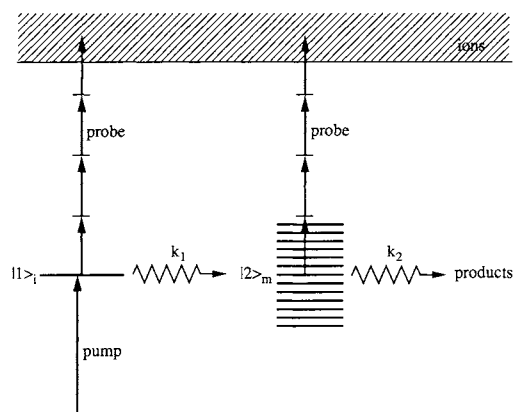 ions
probe
probe
k1
k2
|1>i
|2>m
products
pump